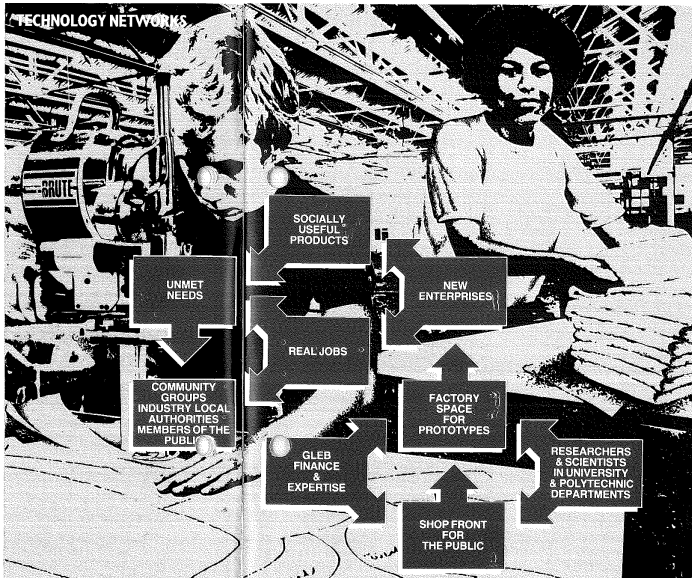 TECHNOLOGY NETWORKS
BRUTE
SOCIALLY
USEFUL
PRODUCTS
UNMET
NEEDS
NEW
ENTERPRISES
REAL JOBS
COMMUNITY
GROUPS
INDUSTRY LOCAL
AUTHORITIES
MEMBERS OF THE
PUBLIC
FACTORY
SPACE
FOR
PROTOTYPES
GLEB
FINANCE
&
EXPERTISE
RESEARCHERS
& SCIENTISTS
IN UNIVERSITY
& POLYTECHNIC
DEPARTMENTS
SHOP FRONT
FOR
THE PUBLIC